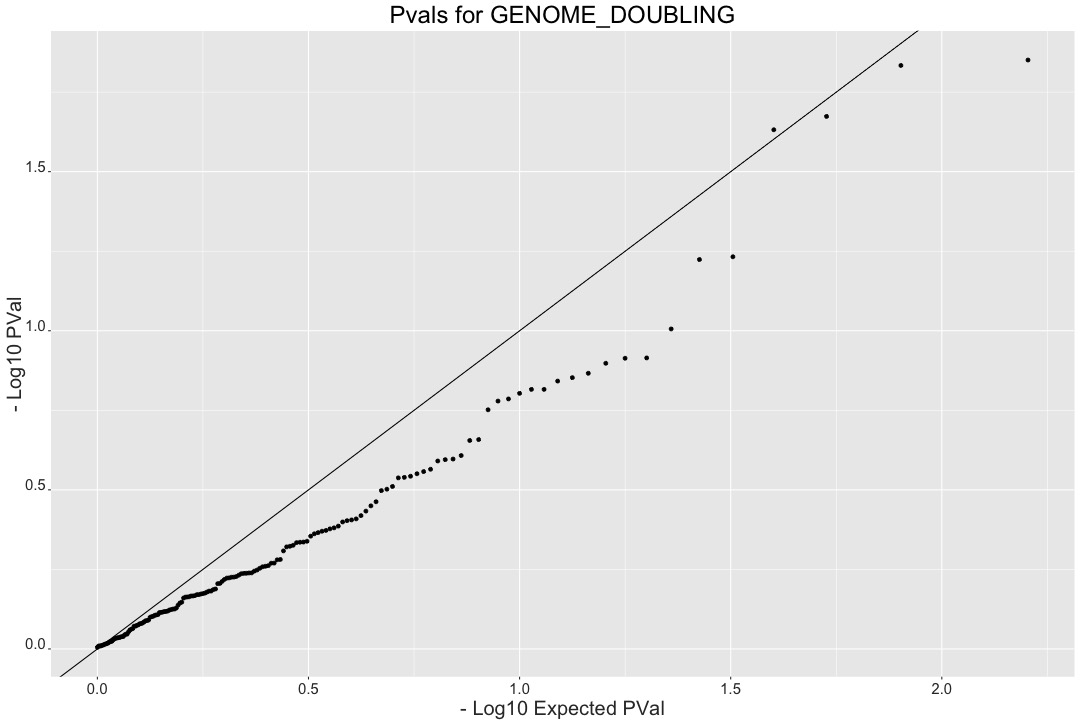 Pvals for GENOME_DOUBLING
- Log10 PVal
1.5
1.0
0.5
0.0
0.0 0.5 1.0 1.5 2.0
- Log10 Expected PVal